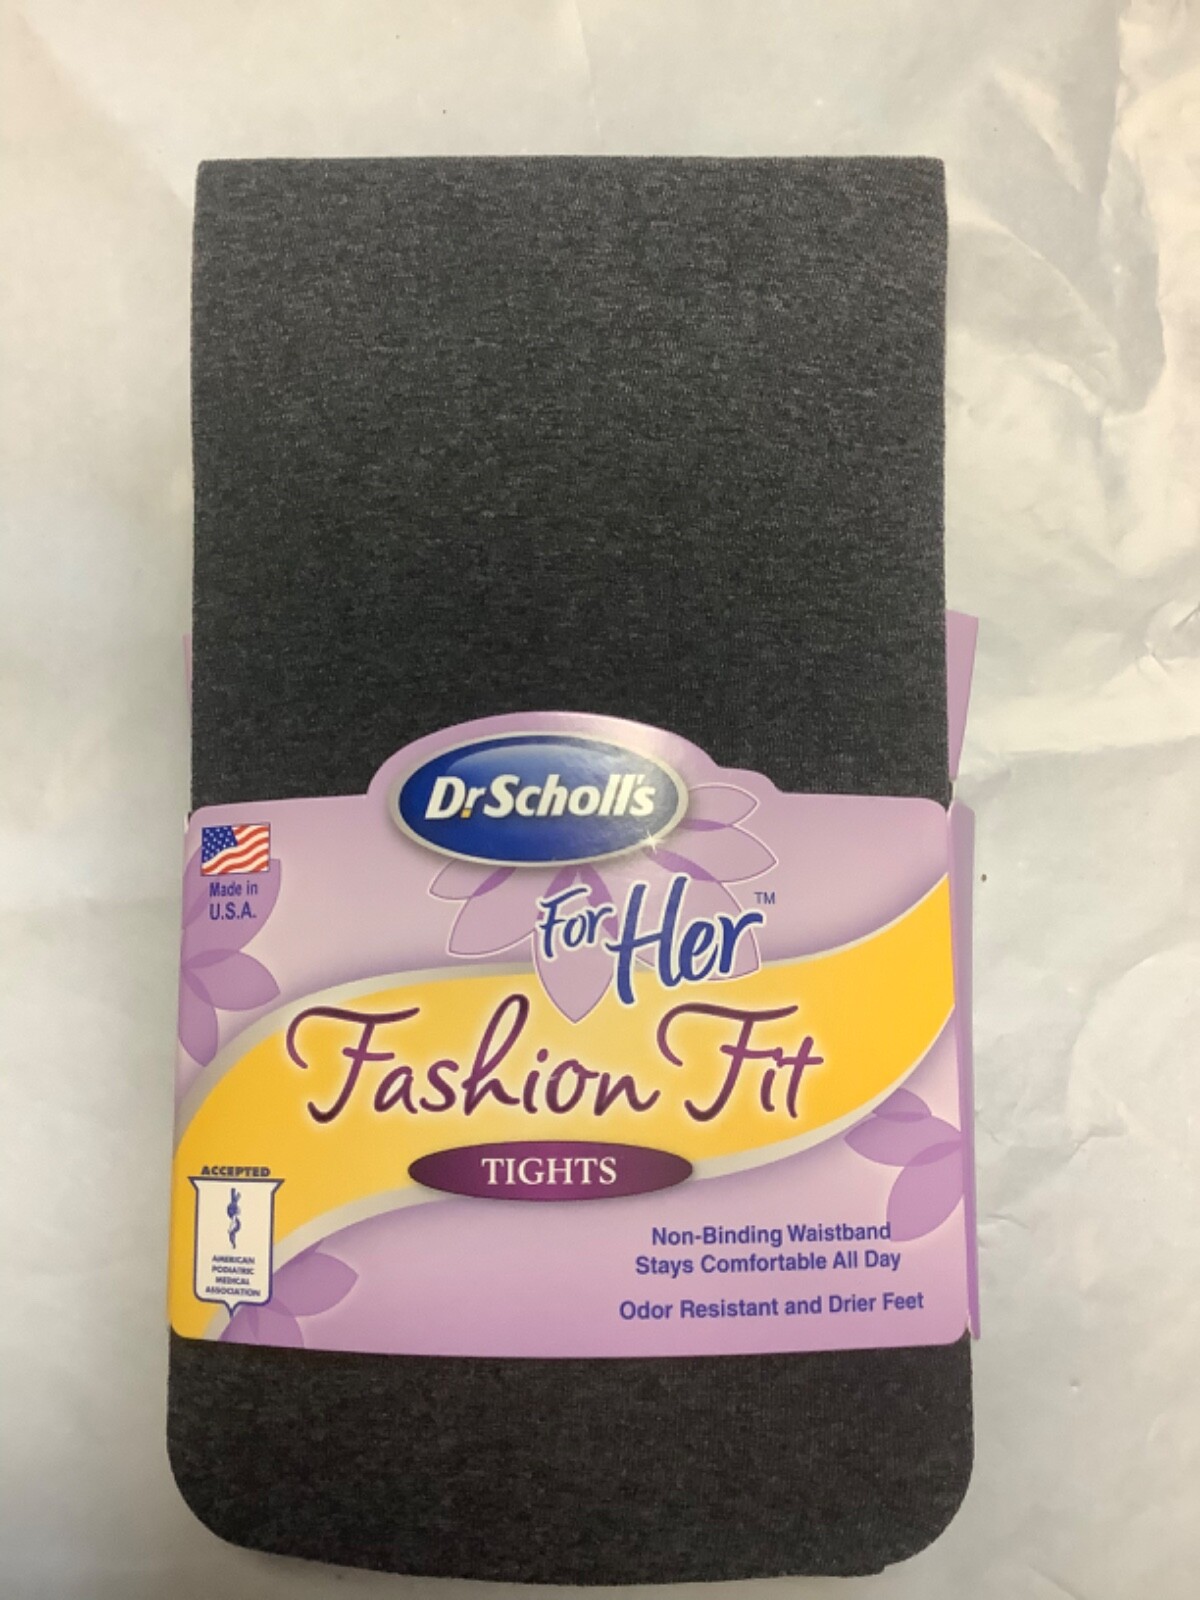 Dr. Scholl's
Made in
U.S.A.
For Her™
Fashion Fit
TIGHTS
ACCEPTED
AMERICAN
PODIATRIC
MEDICAL
ASSOCIATION
Non-Binding Waistband
Stays Comfortable All Day
Odor Resistant and Drier Feet